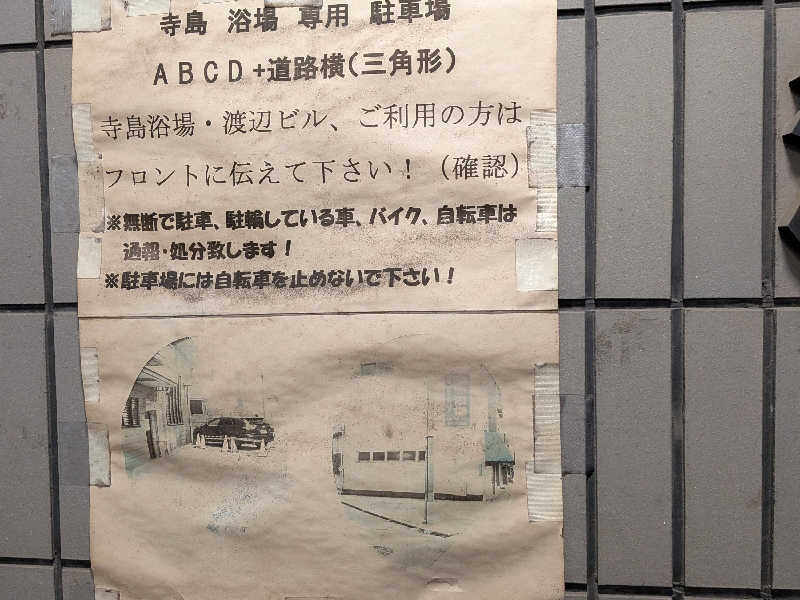 寺島 浴場 専用 駐車場
ABCD+道路横(三角形)
寺島浴場・渡辺ビル、ご利用の方は
フロントに伝えて下さい！（確認）
※無断で駐車、駐輪している車、バイク、自転車は
通報・処分致します！
※駐車場には自転車を止めないで下さい！